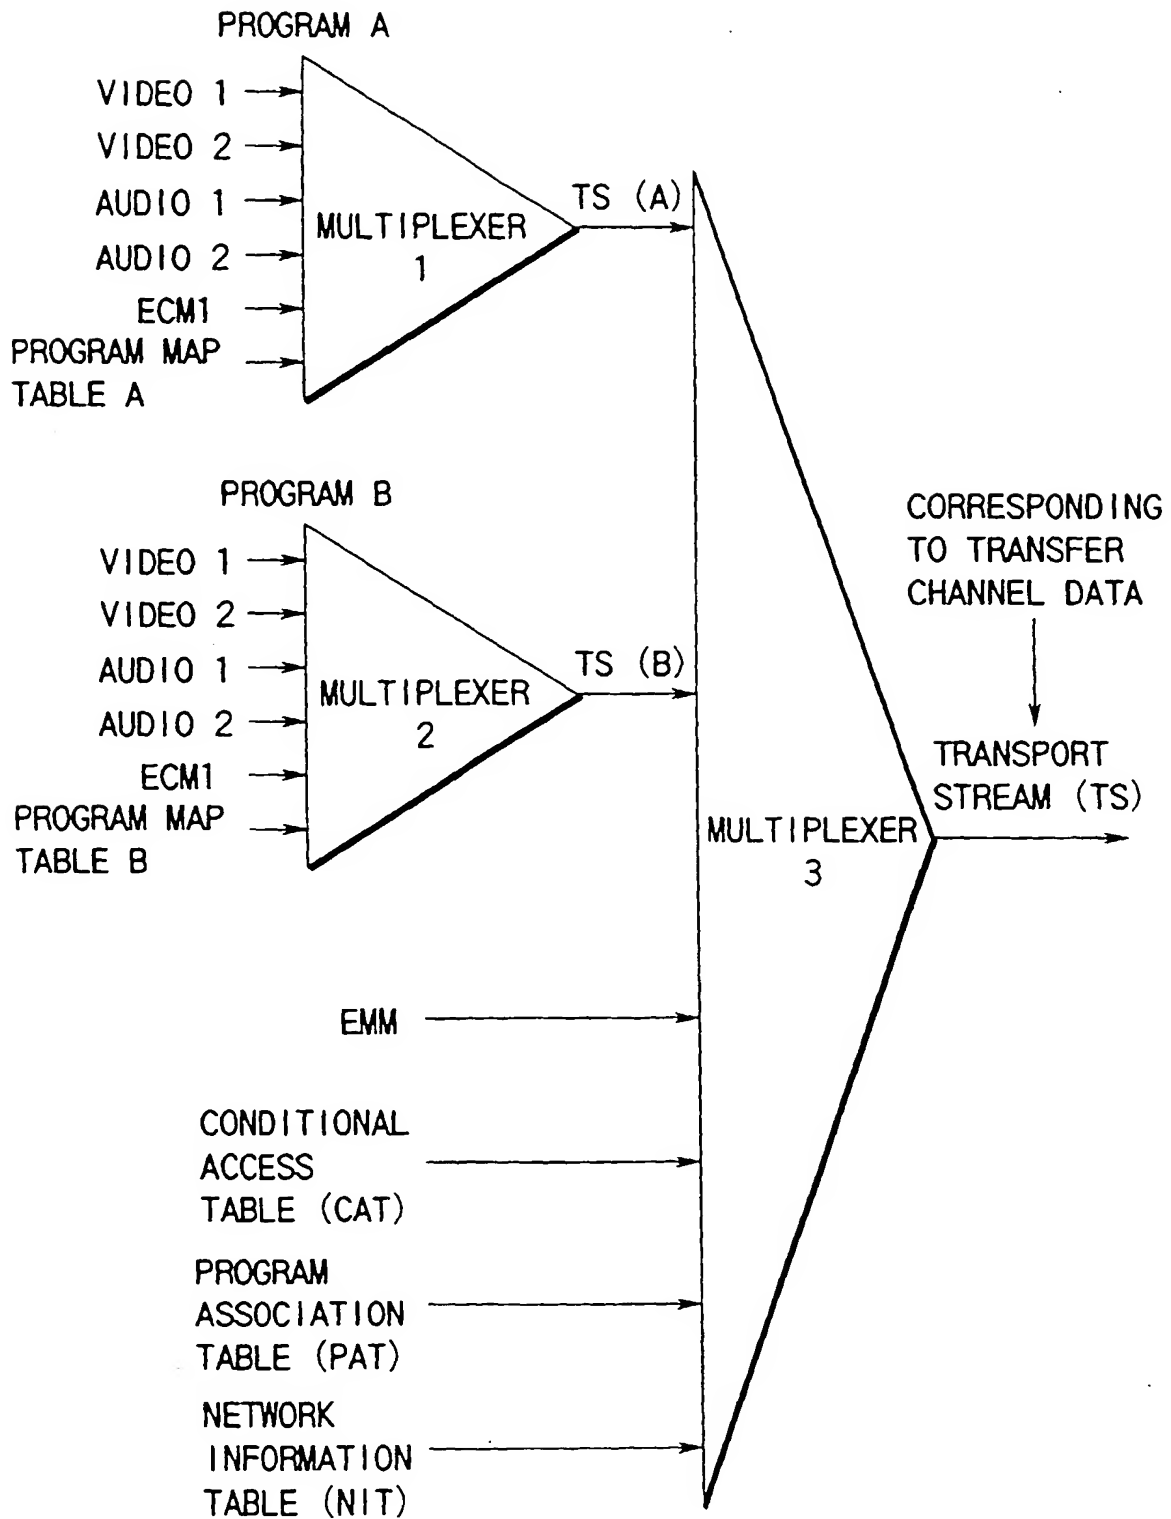 PROGRAM A
VIDEO 1
VIDEO 2
AUDIO 1
AUDIO 2
ECM1
PROGRAM MAP
TABLE A
MULTIPLEXER
1
TS (A)
PROGRAM B
VIDEO 1
VIDEO 2
AUDIO 1
AUDIO 2
ECM1
PROGRAM MAP
TABLE B
MULTIPLEXER
2
TS (B)
EMM
CONDITIONAL
ACCESS
TABLE (CAT)
PROGRAM
ASSOCIATION
TABLE (PAT)
NETWORK
INFORMATION
TABLE (NIT)
MULTIPLEXER
3
CORRESPONDING
TO TRANSFER
CHANNEL DATA
TRANSPORT
STREAM (TS)